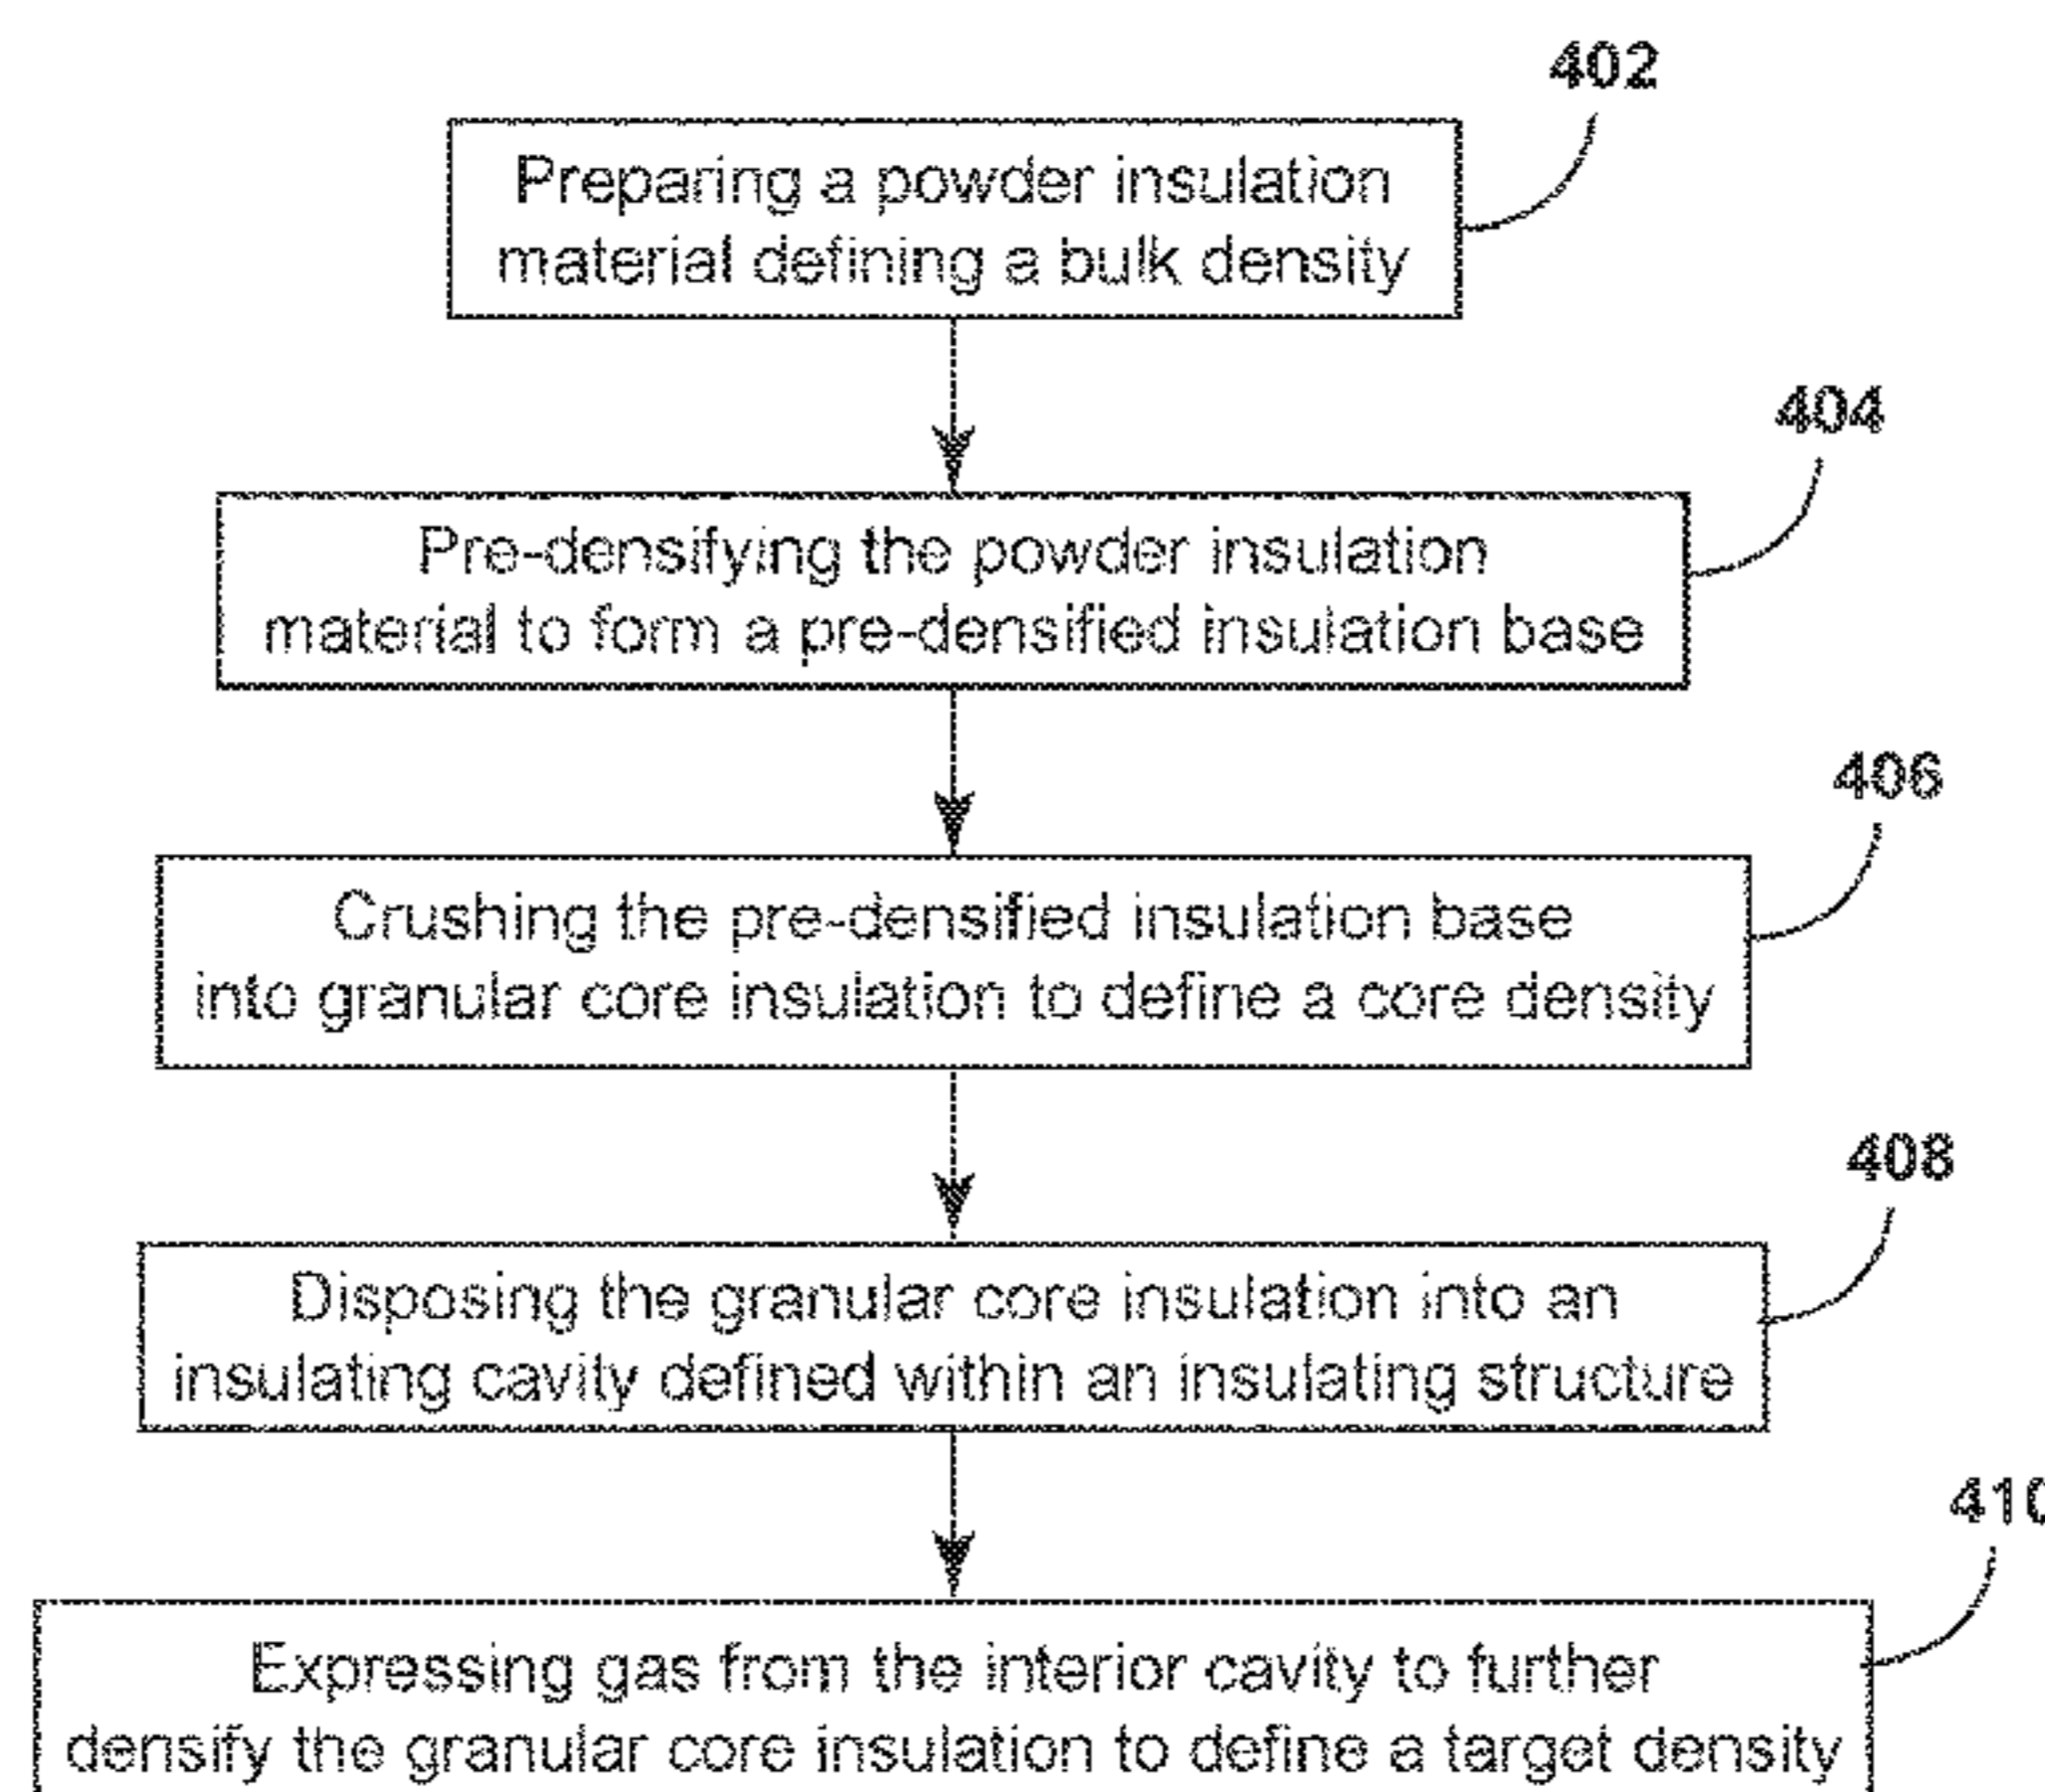 402
Preparing a powder insulation
material defining a bulk density
404
Pre-densifying the powder insulation
material to form a pre-densified insulation base
406
Crushing the pre-densified insulation base
into granular core insulation to define a core density
408
Disposing the granular core insulation into an
insulating cavity defined within an insulating structure
410
Expressing gas from the interior cavity to further
densify the granular core insulation to define a target density